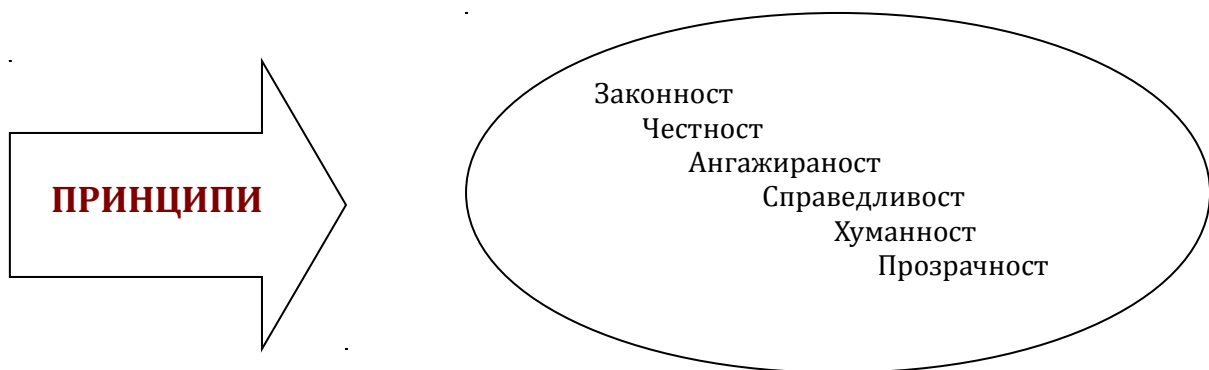 ПРИНЦИПИ
Законност
Честност
Ангажираност
Справедливост
Хуманност
Прозрачност